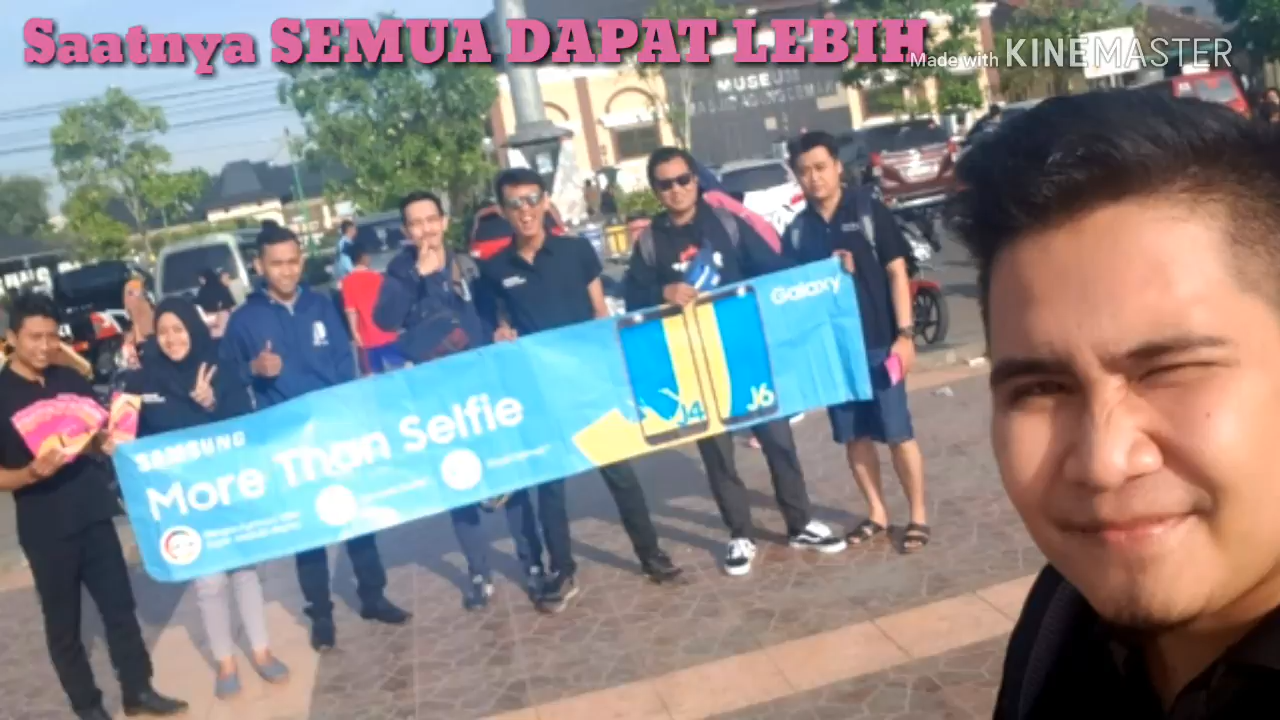 Saatnya SEMUA DAPAT LEBIH
Made with KINEMASTER
MUSEUM
Galaxy
SAMSUNG
More Than Selfie
J4
J6